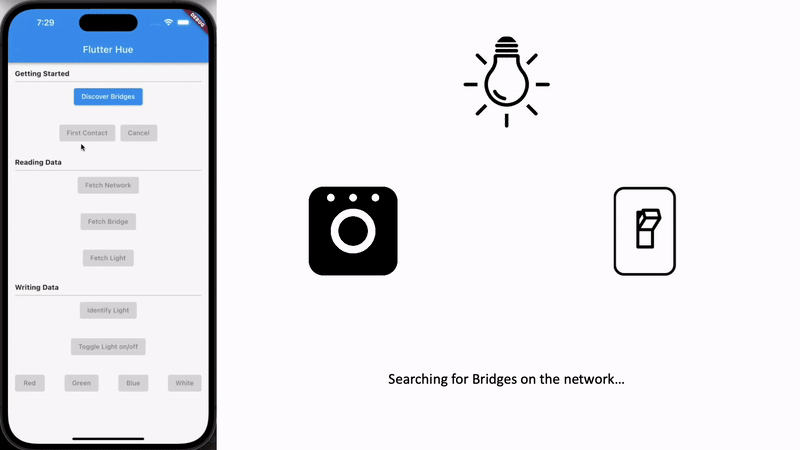 7:29
DEBUG
Flutter Hue
Getting Started
Discover Bridges
First Contact
Cancel
Reading Data
Fetch Network
Fetch Bridge
Fetch Light
Writing Data
Identify Light
Toggle Light on/off
Red
Green
Blue
White
Searching for Bridges on the network…